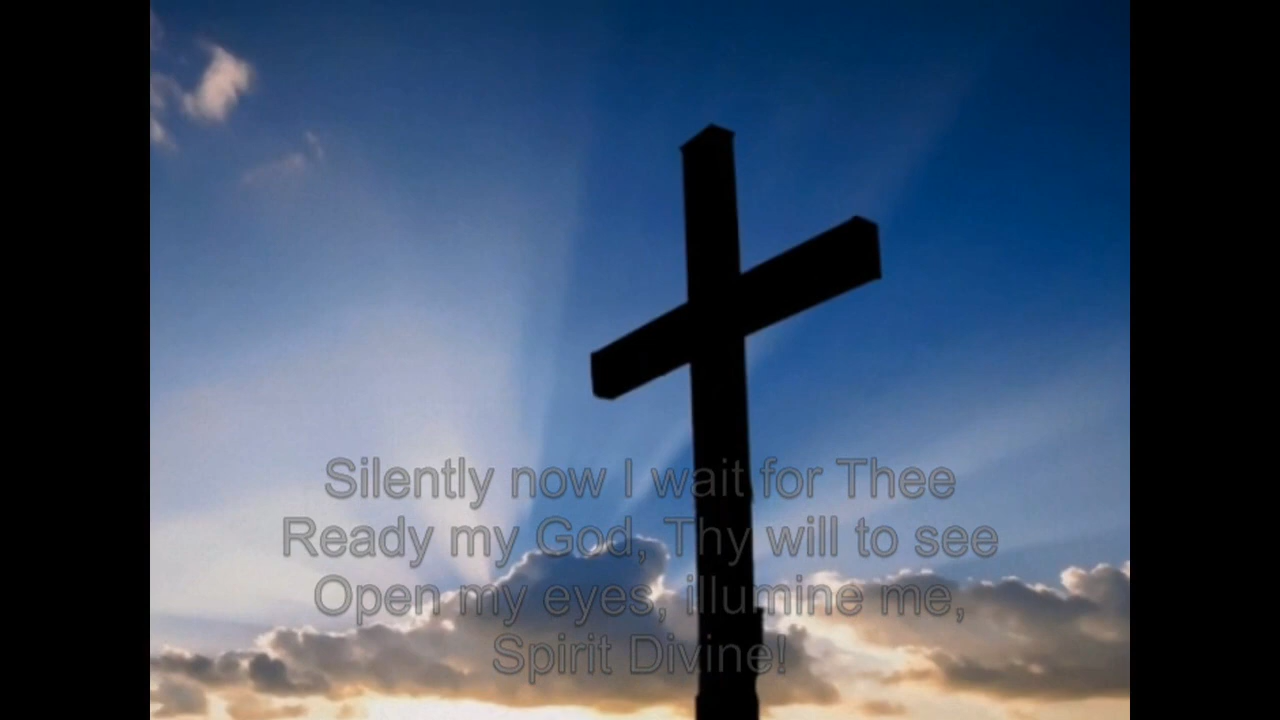 Silently now I wait for Thee
Ready my God, Thy will to see
Open my eyes, illumine me,
Spirit Divine!